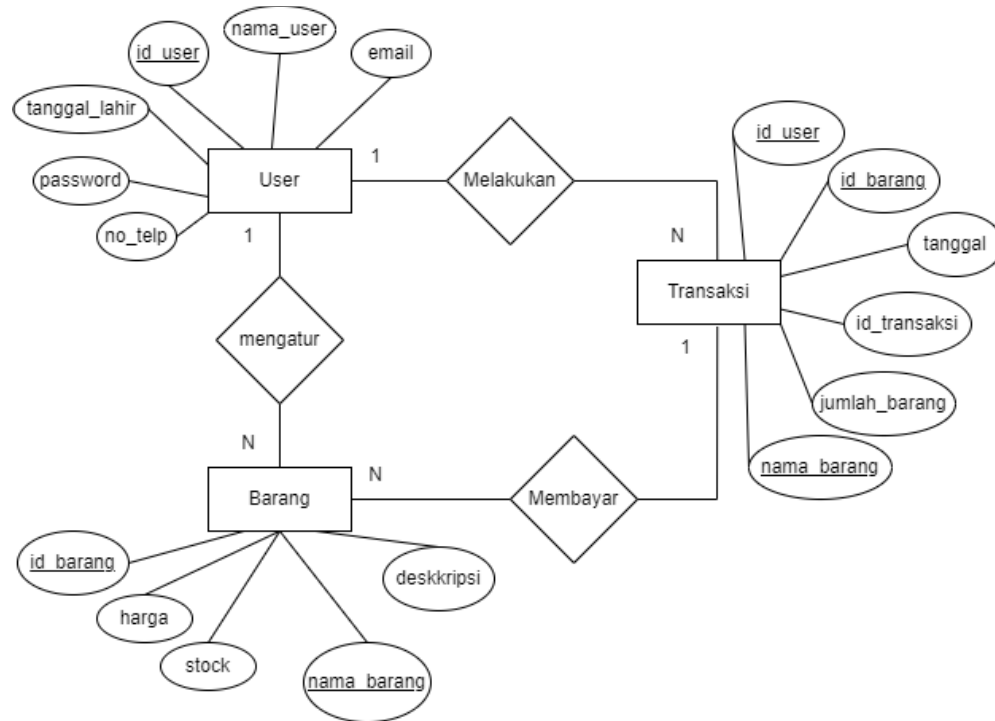 nama_user
id_user
email
tanggal_lahir
password
no_telp
User
1
Melakukan
1
id_user
id_barang
tanggal
N
Transaksi
id_transaksi
1
jumlah_barang
nama_barang
mengatur
N
Barang
N
Membayar
id_barang
harga
stock
nama_barang
deskkripsi